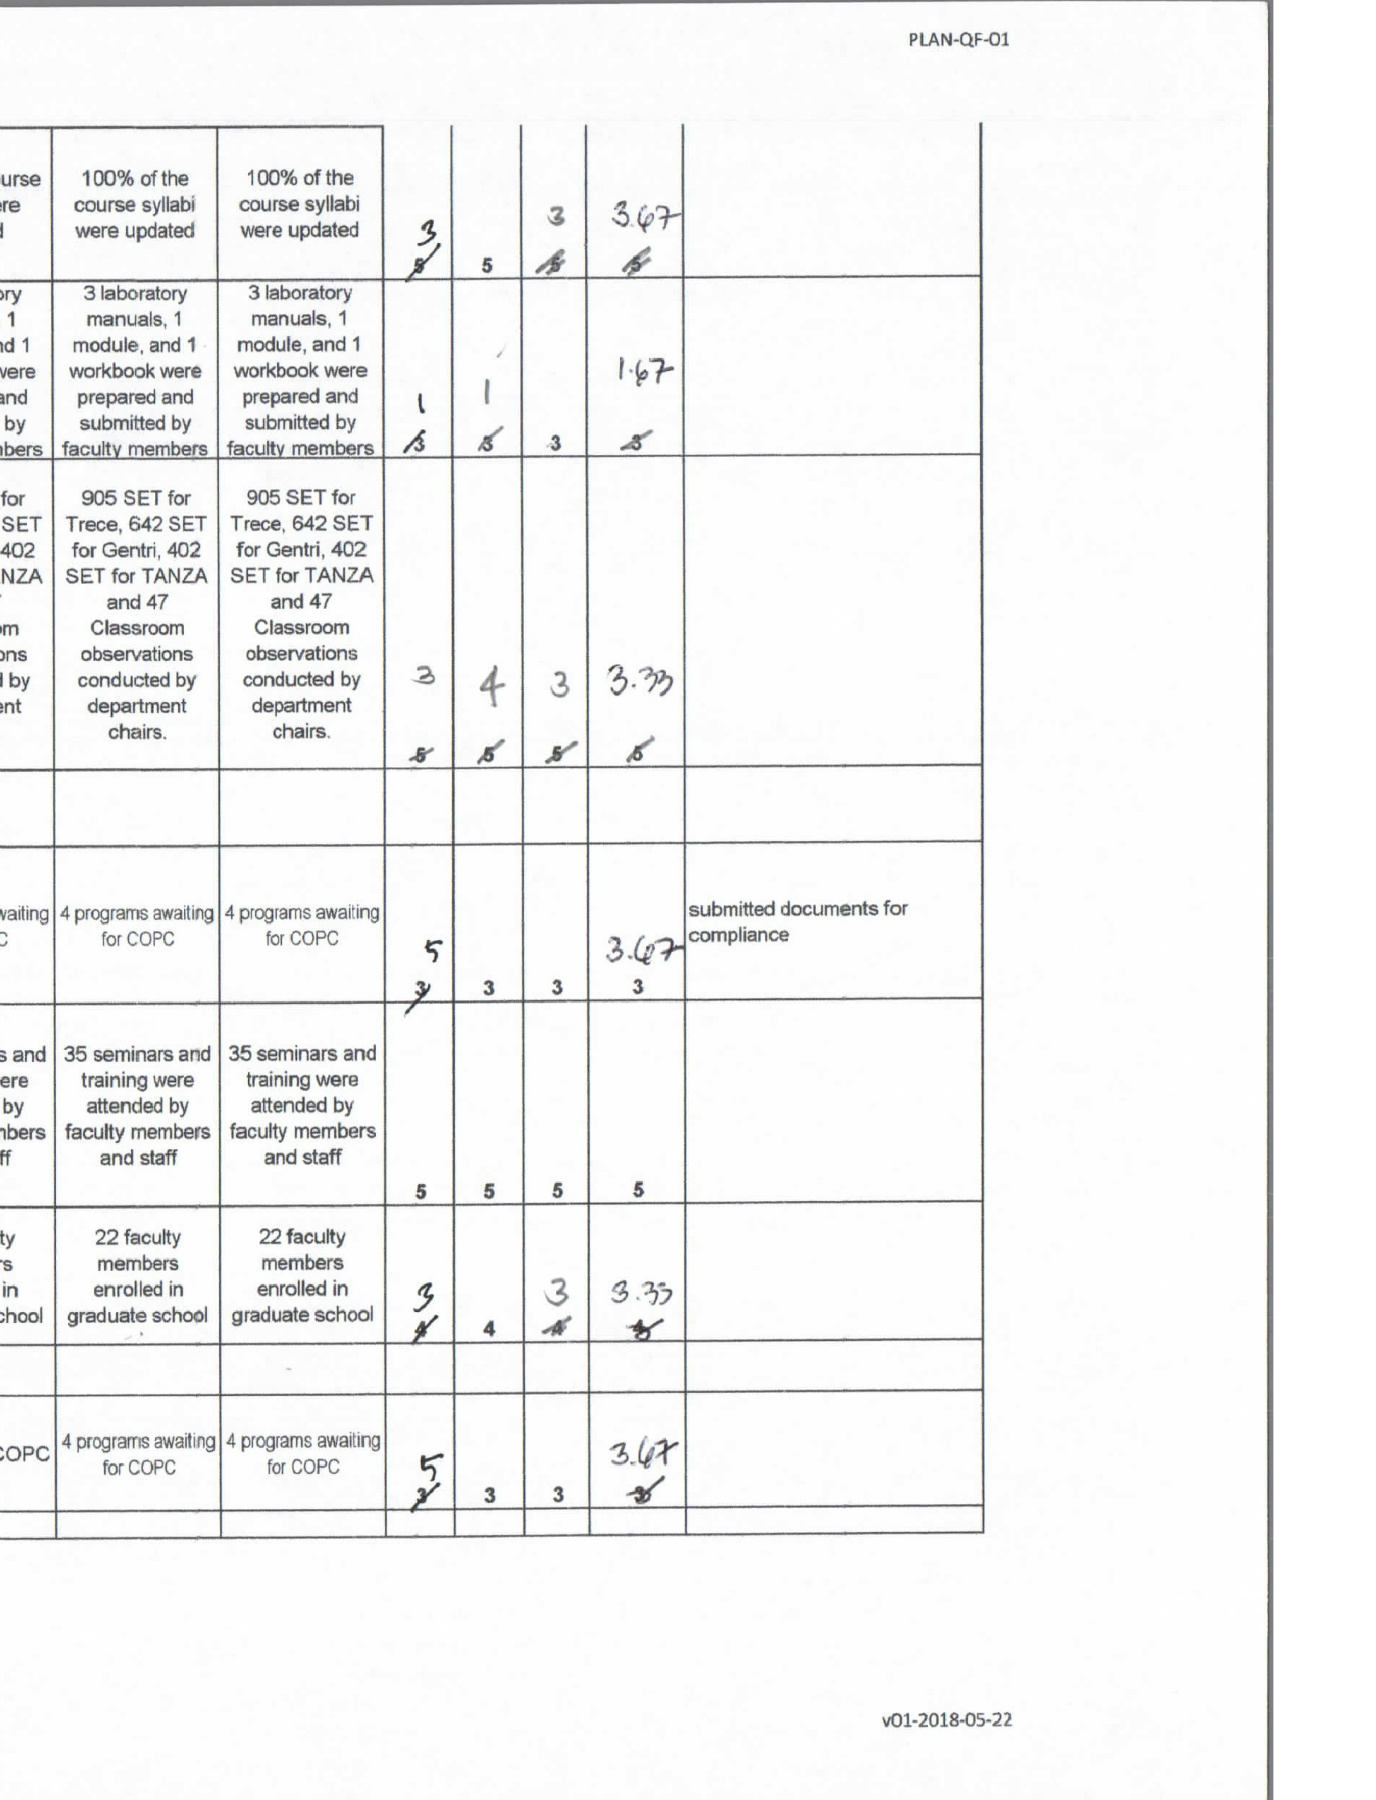 PLAN-QF-01
urse
re
100% of the
course syllabi
were updated
100% of the
course syllabi
were updated
3
5
5
3
5
3.67
5
ory
1
nd 1
were
and
by
nbers
3 laboratory
manuals, 1
module, and 1
workbook were
prepared and
submitted by
faculty members
3 laboratory
manuals, 1
module, and 1
workbook were
prepared and
submitted by
faculty members
1
3
1
3
3
1.67
3
for
SET
402
NZA
om
ons
by
ent
905 SET for
Trece, 642 SET
for Gentri, 402
SET for TANZA
and 47
Classroom
observations
conducted by
department
chairs.
905 SET for
Trece, 642 SET
for Gentri, 402
SET for TANZA
and 47
Classroom
observations
conducted by
department
chairs.
3
5
4
5
3
5
3.33
5
waiting
C
4 programs awaiting
for COPC
4 programs awaiting
for COPC
5
3
3
3
3.67
3
submitted documents for
compliance
s and
ere
by
nbers
ff
35 seminars and
training were
attended by
faculty members
and staff
35 seminars and
training were
attended by
faculty members
and staff
5
5
5
5
ty
rs
in
chool
22 faculty
members
enrolled in
graduate school
22 faculty
members
enrolled in
graduate school
3
4
4
3
4
3.33
COPC
4 programs awaiting
for COPC
4 programs awaiting
for COPC
5
3
3
3
3.67
3
v01-2018-05-22